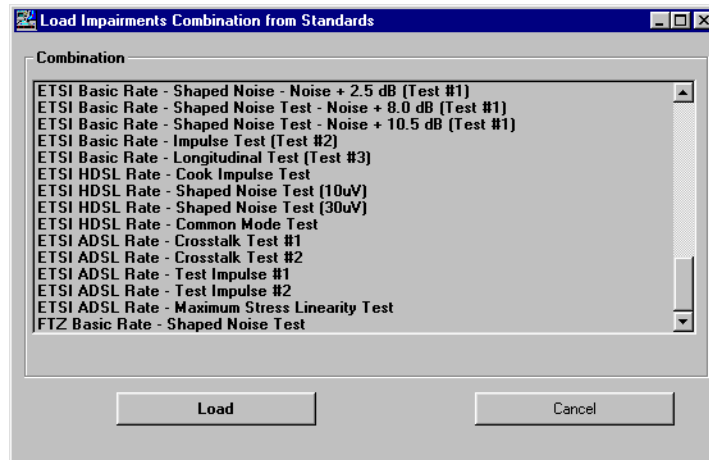 Load Impairments Combination from Standards
Combination
ETSI Basic Rate - Shaped Noise - Noise + 2.5 dB (Test #1)
ETSI Basic Rate - Shaped Noise Test - Noise + 8.0 dB (Test #1)
ETSI Basic Rate - Shaped Noise Test - Noise + 10.5 dB (Test #1)
ETSI Basic Rate - Impulse Test (Test #2)
ETSI Basic Rate - Longitudinal Test (Test #3)
ETSI HDSL Rate - Cook Impulse Test
ETSI HDSL Rate - Shaped Noise Test (10uV)
ETSI HDSL Rate - Shaped Noise Test (30uV)
ETSI HDSL Rate - Common Mode Test
ETSI ADSL Rate - Crosstalk Test #1
ETSI ADSL Rate - Crosstalk Test #2
ETSI ADSL Rate - Test Impulse #1
ETSI ADSL Rate - Test Impulse #2
ETSI ADSL Rate - Maximum Stress Linearity Test
FTZ Basic Rate - Shaped Noise Test
Load
Cancel